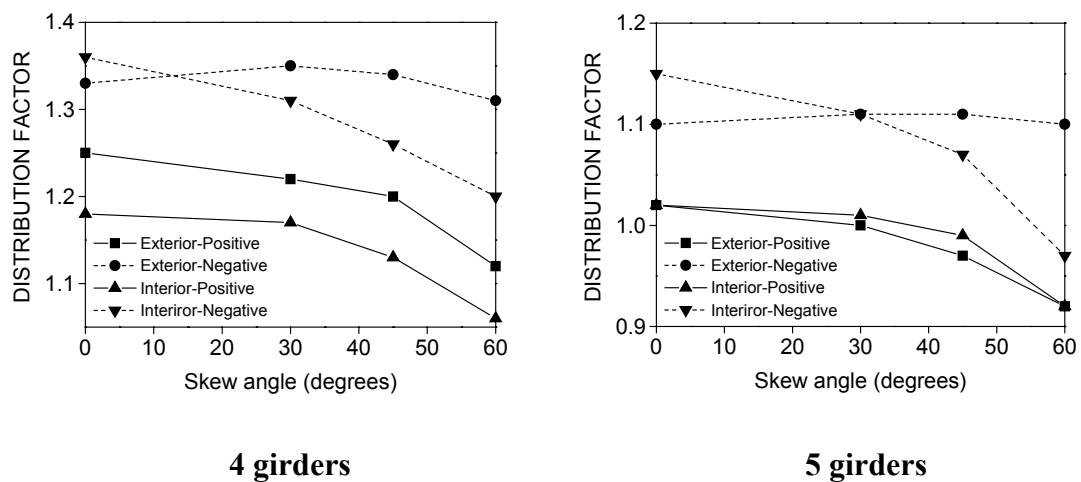 1.4
1.3
1.2
1.1
DISTRIBUTION FACTOR
Exterior-Positive
Exterior-Negative
Interior-Positive
Interiror-Negative
0 10 20 30 40 50 60
Skew angle (degrees)
4 girders
1.2
1.1
1.0
0.9
DISTRIBUTION FACTOR
Exterior-Positive
Exterior-Negative
Interior-Positive
Interiror-Negative
0 10 20 30 40 50 60
Skew angle (degrees)
5 girders